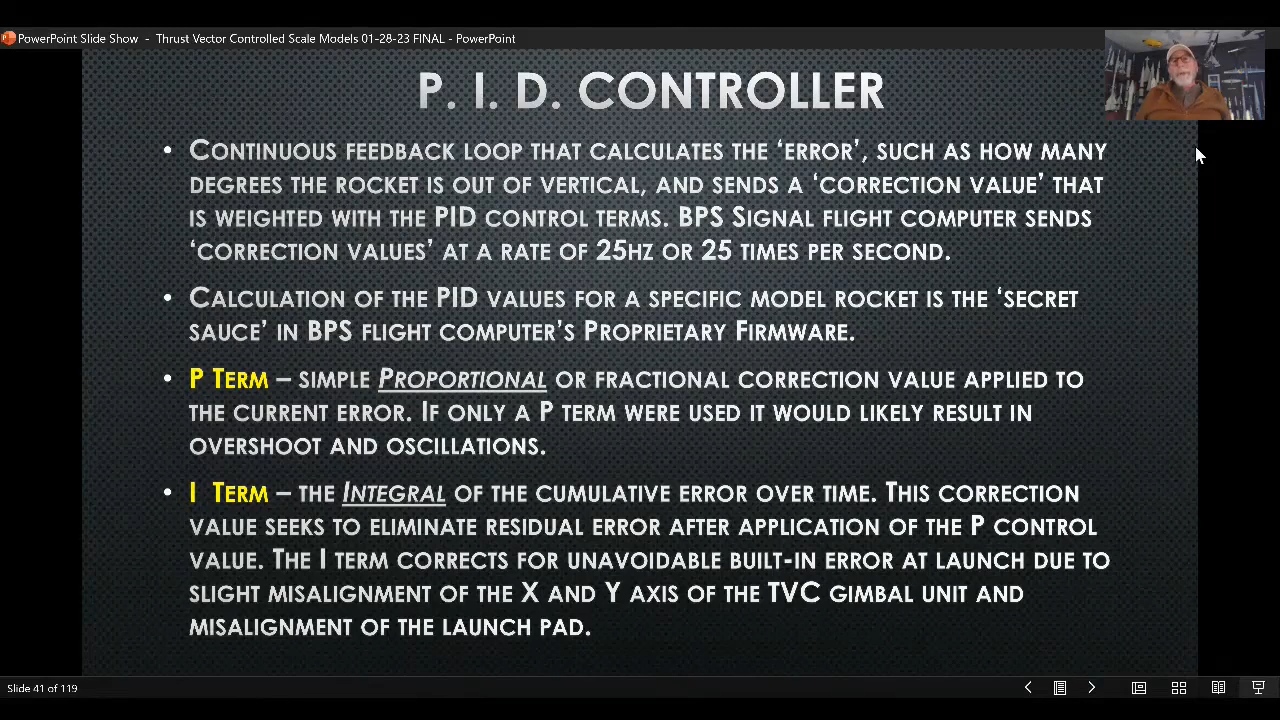 PowerPoint Slide Show - Thrust Vector Controlled Scale Models 01-28-23 FINAL - PowerPoint
P. I. D. CONTROLLER
• CONTINUOUS FEEDBACK LOOP THAT CALCULATES THE ‘ERROR’, SUCH AS HOW MANY
DEGREES THE ROCKET IS OUT OF VERTICAL, AND SENDS A ‘CORRECTION VALUE’ THAT
IS WEIGHTED WITH THE PID CONTROL TERMS. BPS SIGNAL FLIGHT COMPUTER SENDS
‘CORRECTION VALUES’ AT A RATE OF 25HZ OR 25 TIMES PER SECOND.
• CALCULATION OF THE PID VALUES FOR A SPECIFIC MODEL ROCKET IS THE ‘SECRET
SAUCE’ IN BPS FLIGHT COMPUTER’S PROPRIETARY FIRMWARE.
• P TERM – SIMPLE PROPORTIONAL OR FRACTIONAL CORRECTION VALUE APPLIED TO
THE CURRENT ERROR. IF ONLY A P TERM WERE USED IT WOULD LIKELY RESULT IN
OVERSHOOT AND OSCILLATIONS.
• I TERM – THE INTEGRAL OF THE CUMULATIVE ERROR OVER TIME. THIS CORRECTION
VALUE SEEKS TO ELIMINATE RESIDUAL ERROR AFTER APPLICATION OF THE P CONTROL
VALUE. THE I TERM CORRECTS FOR UNAVOIDABLE BUILT-IN ERROR AT LAUNCH DUE TO
SLIGHT MISALIGNMENT OF THE X AND Y AXIS OF THE TVC GIMBAL UNIT AND
MISALIGNMENT OF THE LAUNCH PAD.
Slide 41 of 119